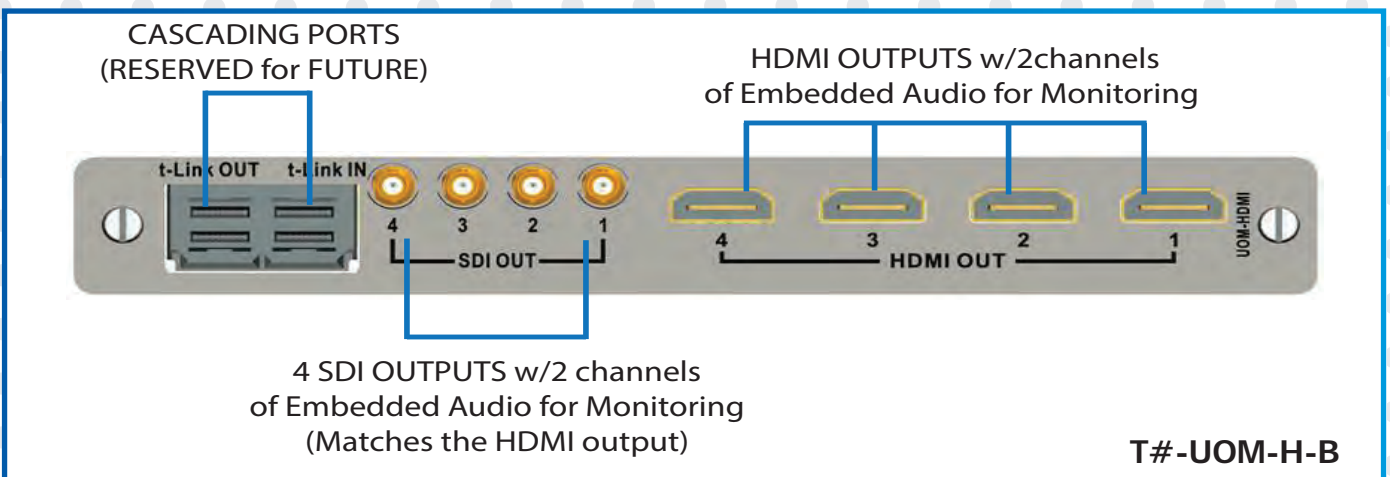 CASCADING PORTS
(RESERVED for FUTURE)
HDMI OUTPUTS w/2channels
of Embedded Audio for Monitoring
t-Link OUT t-Link IN
4 3 2 1
SDI OUT
4 3 2 1
HDMI OUT
UOM-HDMI
4 SDI OUTPUTS w/2 channels
of Embedded Audio for Monitoring
(Matches the HDMI output)
T#-UOM-H-B